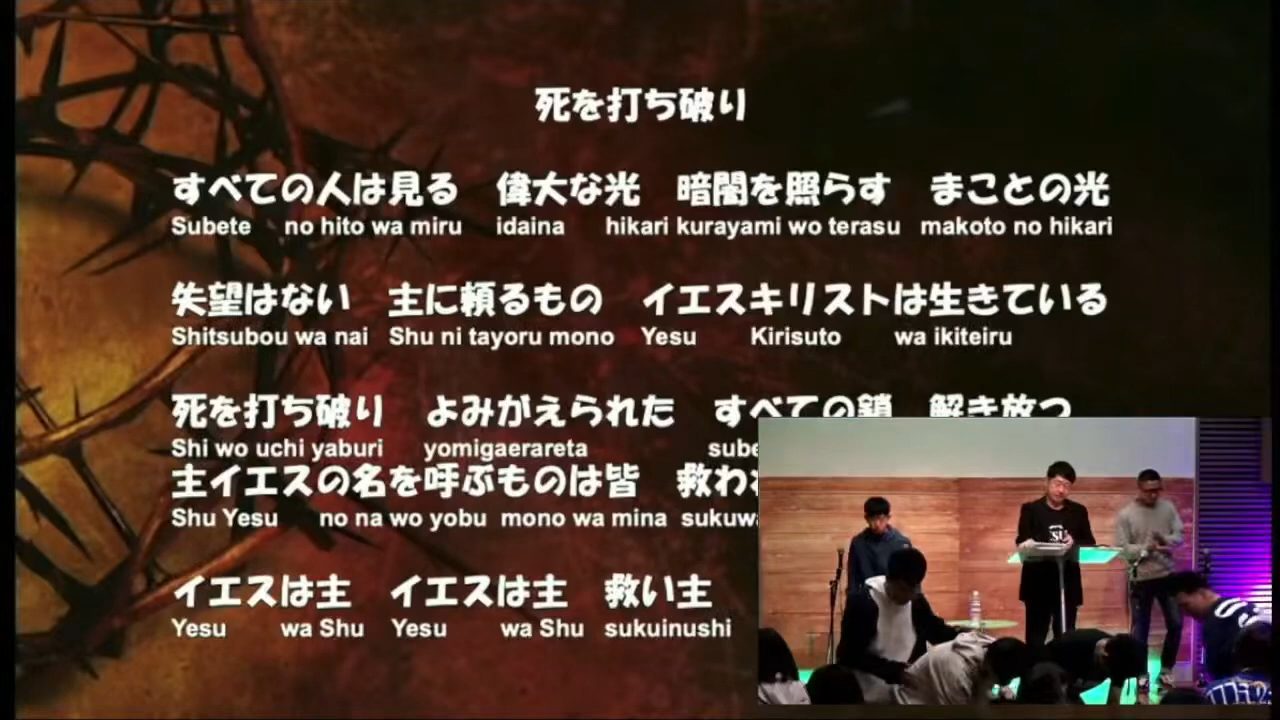 死を打ち破り
すべての人は見る　偉大な光　暗闇を照らす　まことの光
Subete no hito wa miru idaina hikari kurayami wo terasu makoto no hikari
失望はない　主に頼るもの　イエスキリストは生きている
Shitsubou wa nai Shu ni tayoru mono Yesu Kirisuto wa ikiteiru
死を打ち破り　よみがえられた　すべての鎖　解き放つ
Shi wo uchi yaburi yomigaerareta
主イエスの名を呼ぶものは皆
Shu Yesu no na wo yobu mono wa mina
イエスは主　イエスは主　救い主
Yesu wa Shu Yesu wa Shu sukuinushi